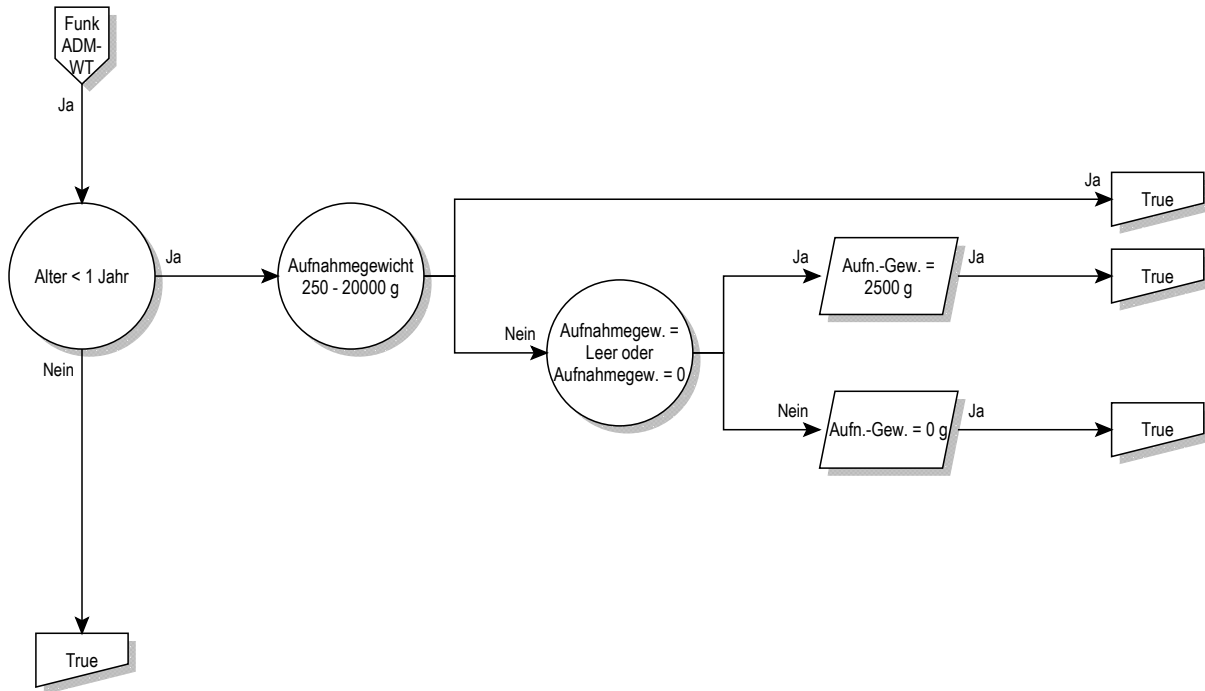 Funk
ADM-
WT
Ja
Alter < 1 Jahr
Ja
Nein
True
Aufnahmegewicht
250 - 20000 g
Ja
True
Nein
Aufnahmegew. =
Leer oder
Aufnahmegew. = 0
Ja
Aufn.-Gew. =
2500 g
Ja
True
Nein
Aufn.-Gew. = 0 g
Ja
True